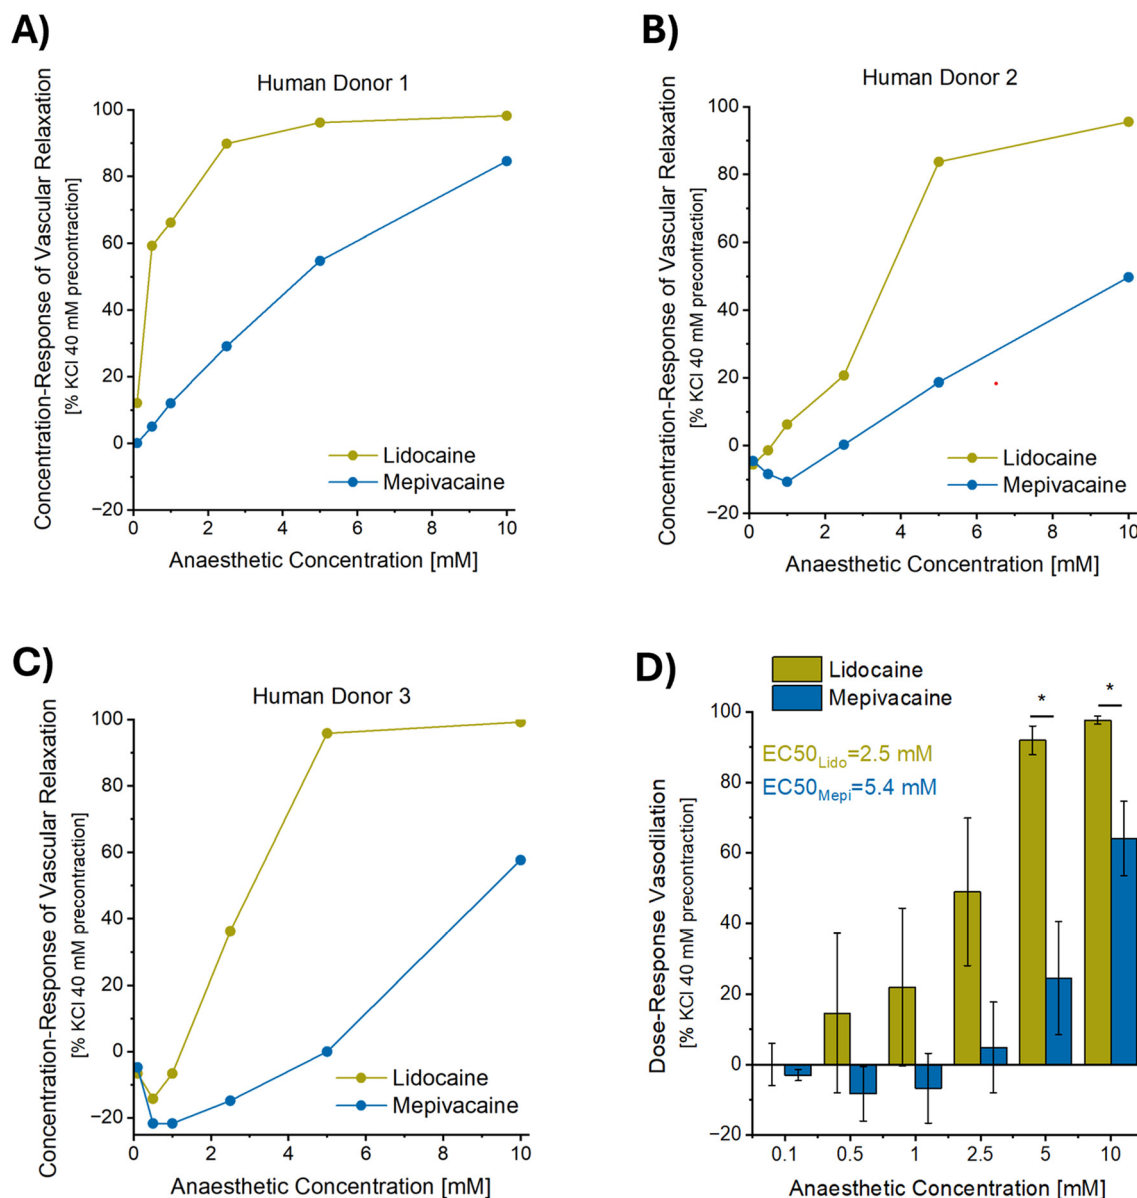 A)
Human Donor 1
Concentration-Response of Vascular Relaxation
[% KCl 40 mM precontraction]
100
80
60
40
20
0
−20
Lidocaine
Mepivacaine
0 2 4 6 8 10
Anaesthetic Concentration [mM]
B)
Human Donor 2
Concentration-Response of Vascular Relaxation
[% KCl 40 mM precontraction]
100
80
60
40
20
0
−20
Lidocaine
Mepivacaine
0 2 4 6 8 10
Anaesthetic Concentration [mM]
C)
Human Donor 3
Concentration-Response of Vascular Relaxation
[% KCl 40 mM precontraction]
100
80
60
40
20
0
−20
Lidocaine
Mepivacaine
0 2 4 6 8 10
Anaesthetic Concentration [mM]
D)
Lidocaine
Mepivacaine
* *
EC50Lido=2.5 mM
EC50Mepi=5.4 mM
Dose-Response Vasodilation
[% KCl 40 mM precontraction]
100
80
60
40
20
0
−20
0.1 0.5 1 2.5 5 10
Anaesthetic Concentration [mM]